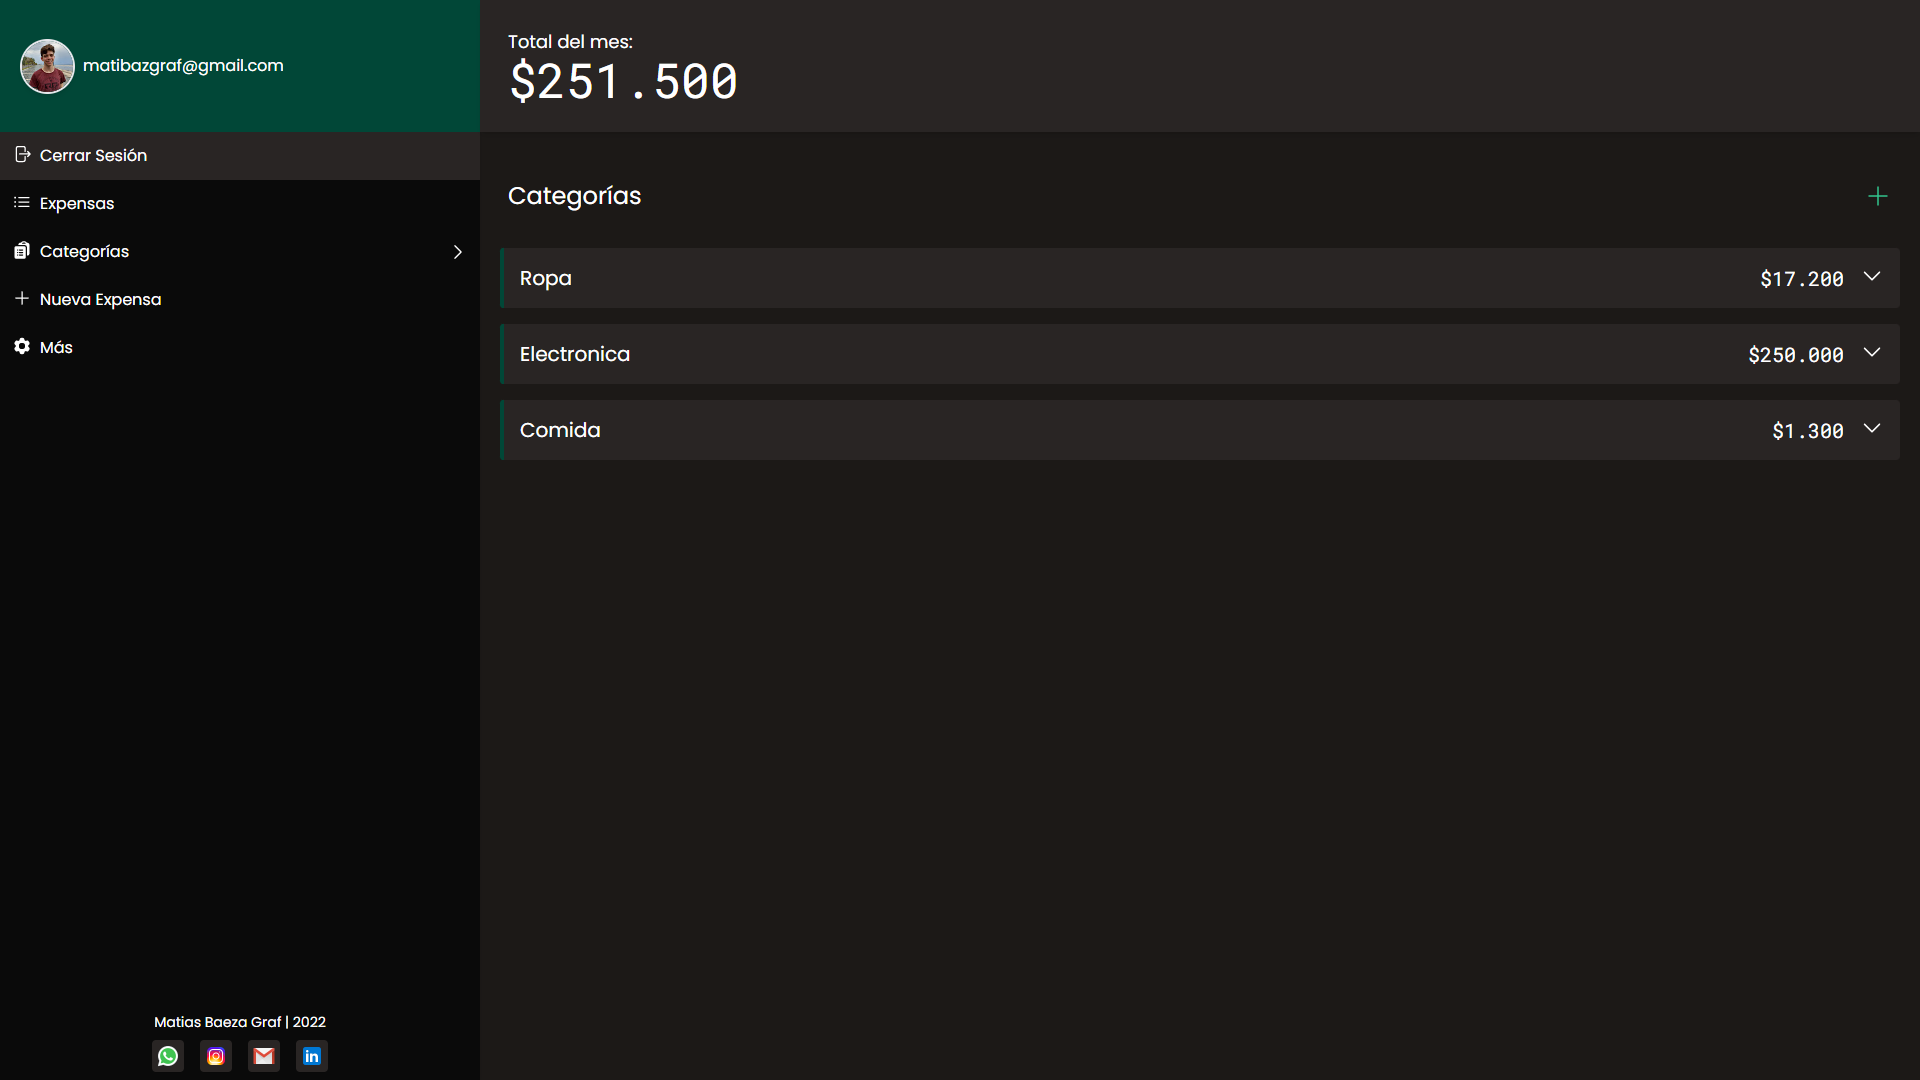 matibazgraf@gmail.com
Cerrar Sesión
Expensas
Categorías
Nueva Expensa
Más
Matias Baeza Graf | 2022
Total del mes:
$251.500
Categorías
Ropa $17.200
Electronica $250.000
Comida $1.300